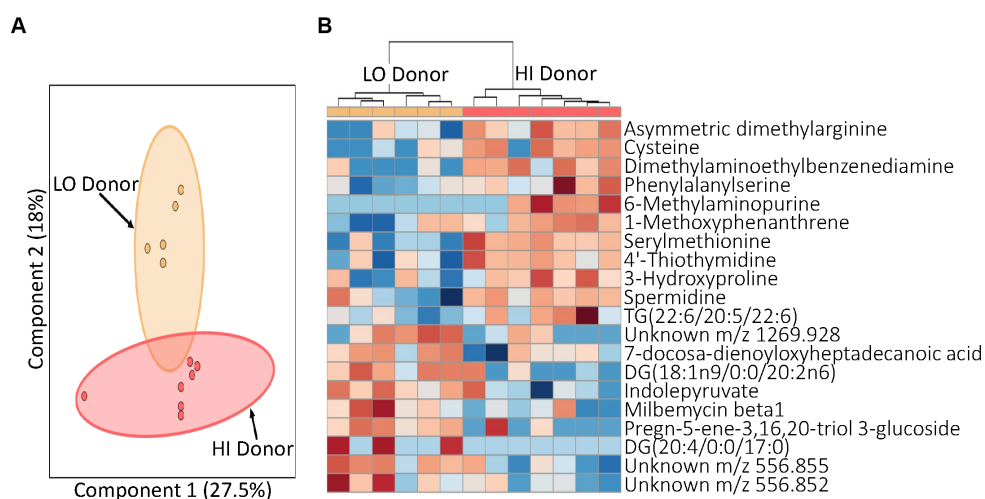 A
B
LO Donor
HI Donor
Component 2 (18%)
Component 1 (27.5%)
LO Donor
HI Donor
Asymmetric dimethylarginine
Cysteine
Dimethylaminoethylbenzenediamine
Phenylalanylserine
6-Methylaminopurine
1-Methoxyphenanthrene
Serylmethionine
4'-Thiothymidine
3-Hydroxyproline
Spermidine
TG(22:6/20:5/22:6)
Unknown m/z 1269.928
7-docosa-dienoyloxyheptadecanoic acid
DG(18:1n9/0:0/20:2n6)
Indolepyruvate
Milbemycin beta1
Pregn-5-ene-3,16,20-triol 3-glucoside
DG(20:4/0:0/17:0)
Unknown m/z 556.855
Unknown m/z 556.852